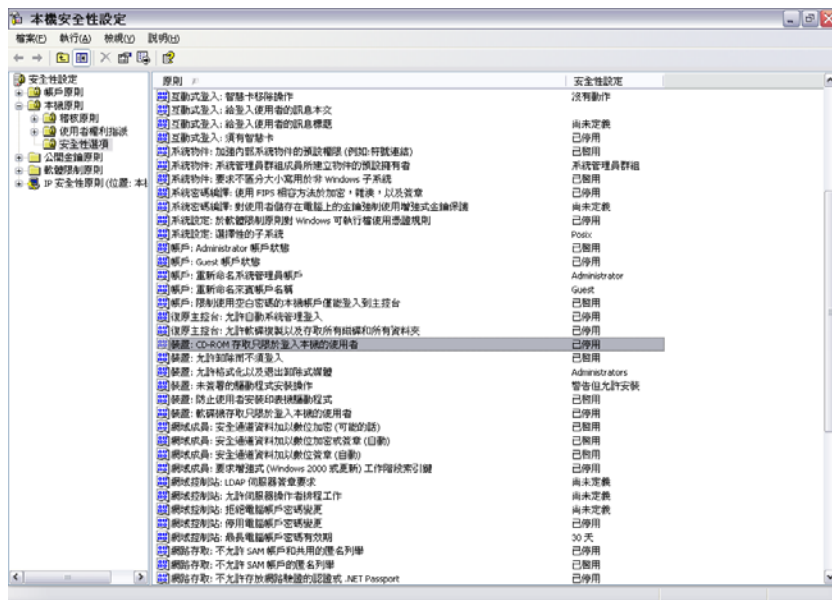 本機安全性設定
檔案(F) 執行(A) 檢視(V) 說明(H)
安全性設定
帳戶原則
本機原則
稽核原則
使用者權利指派
安全性選項
公開金鑰原則
軟體限制原則
IP 安全性原則 (位置: 本機
原則 安全性設定
互動式登入: 智慧卡移除操作 沒有動作
互動式登入: 給登入使用者的訊息本文
互動式登入: 給登入使用者的訊息標題 尚未定義
互動式登入: 須有智慧卡 已停用
系統物件: 加強內部系統物件的預設權限 (例如:符號連結) 已啟用
系統物件: 系統管理員群組成員所建立物件的預設擁有者 系統管理員群組
系統物件: 要求不區分大小寫用於非 Windows 子系統 已啟用
系統密碼編譯: 使用 FIPS 相容方法於加密，雜湊，以及簽章 已停用
系統密碼編譯: 對使用者儲存在電腦上的金鑰強制使用增強式金鑰保護 尚未定義
系統設定: 於軟體限制原則對 Windows 可執行檔使用憑證規則 已停用
系統設定: 選擇性的子系統 Posix
帳戶: Administrator 帳戶狀態 已啟用
帳戶: Guest 帳戶狀態 已停用
帳戶: 重新命名系統管理員帳戶 Administrator
帳戶: 重新命名來賓帳戶名稱 Guest
帳戶: 限制使用空白密碼的本機帳戶僅能登入到主控台 已啟用
復原主控台: 允許自動系統管理登入 已停用
復原主控台: 允許軟碟複製以及存取所有磁碟和所有資料夾 已停用
裝置: CD-ROM 存取只限於登入本機的使用者 已停用
裝置: 允許卸除而不須登入 已啟用
裝置: 允許格式化以及退出卸除式媒體 Administrators
裝置: 未簽署的驅動程式安裝操作 警告但允許安裝
裝置: 防止使用者安裝印表機驅動程式 已啟用
裝置: 軟碟機存取只限於登入本機的使用者 已停用
網域成員: 安全通道資料加以數位加密 (可能的話) 已啟用
網域成員: 安全通道資料加以數位加密或簽章 (自動) 已啟用
網域成員: 安全通道資料加以數位簽章 (自動) 已啟用
網域成員: 要求增強式 (Windows 2000 或更新) 工作階段索引鍵 已停用
網域控制站: LDAP 伺服器簽章要求 尚未定義
網域控制站: 允許伺服器操作者排程工作 尚未定義
網域控制站: 拒絕電腦帳戶密碼變更 尚未定義
網域控制站: 停用電腦帳戶密碼變更 已停用
網域控制站: 最長電腦帳戶密碼有效期 30 天
網路存取: 不允許 SAM 帳戶和共用的匿名列舉 已停用
網路存取: 不允許 SAM 帳戶的匿名列舉 已啟用
網路存取: 不允許存放網路驗證的認證或 .NET Passport 已停用